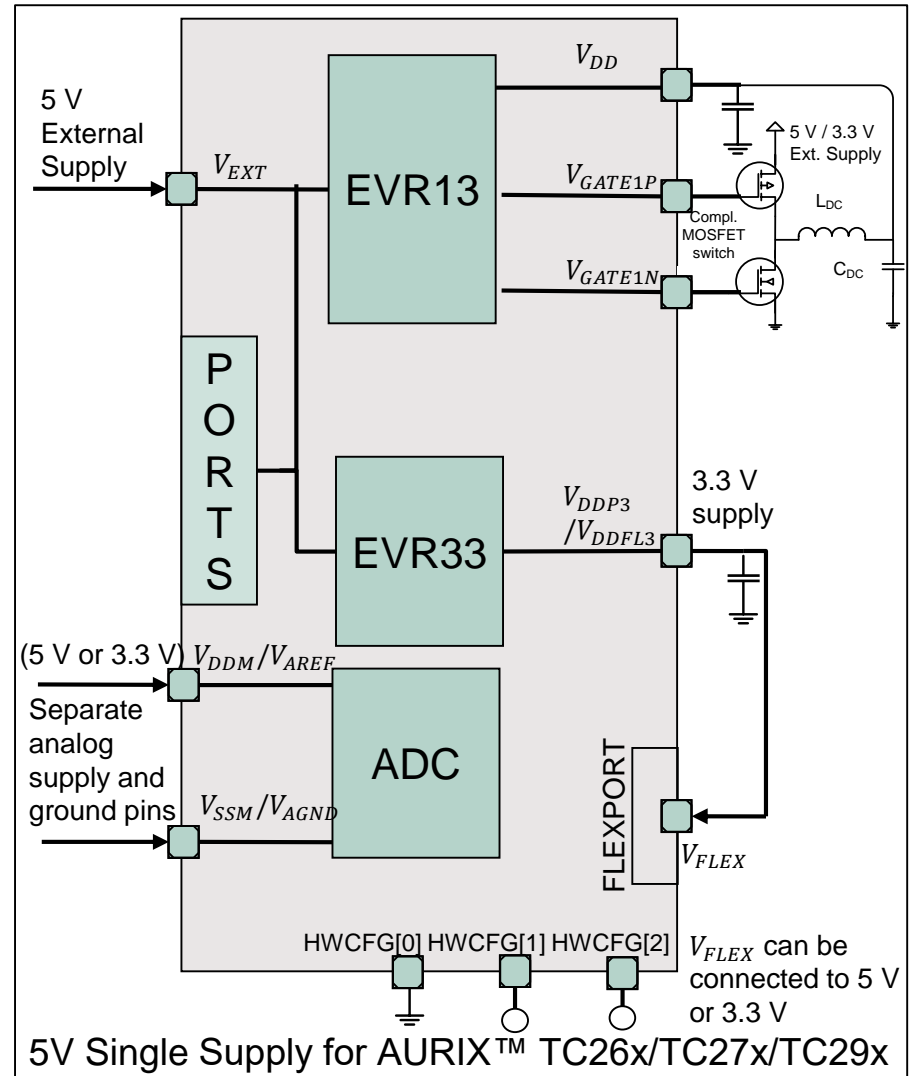 5 V
External
Supply
V_EXT
EVR13
V_DD
V_GATE1P
V_GATE1N
5 V / 3.3 V
Ext. Supply
Compl.
MOSFET
switch
L_DC
C_DC
P
O
R
T
S
EVR33
V_DDP3
/V_DDFL3
3.3 V
supply
(5 V or 3.3 V)
V_DDM/V_AREF
Separate
analog
supply and
ground pins
V_SSM/V_AGND
ADC
FLEXPORT
V_FLEX
HWCFG[0] HWCFG[1] HWCFG[2]
V_FLEX can be
connected to 5 V
or 3.3 V
5V Single Supply for AURIX™ TC26x/TC27x/TC29x